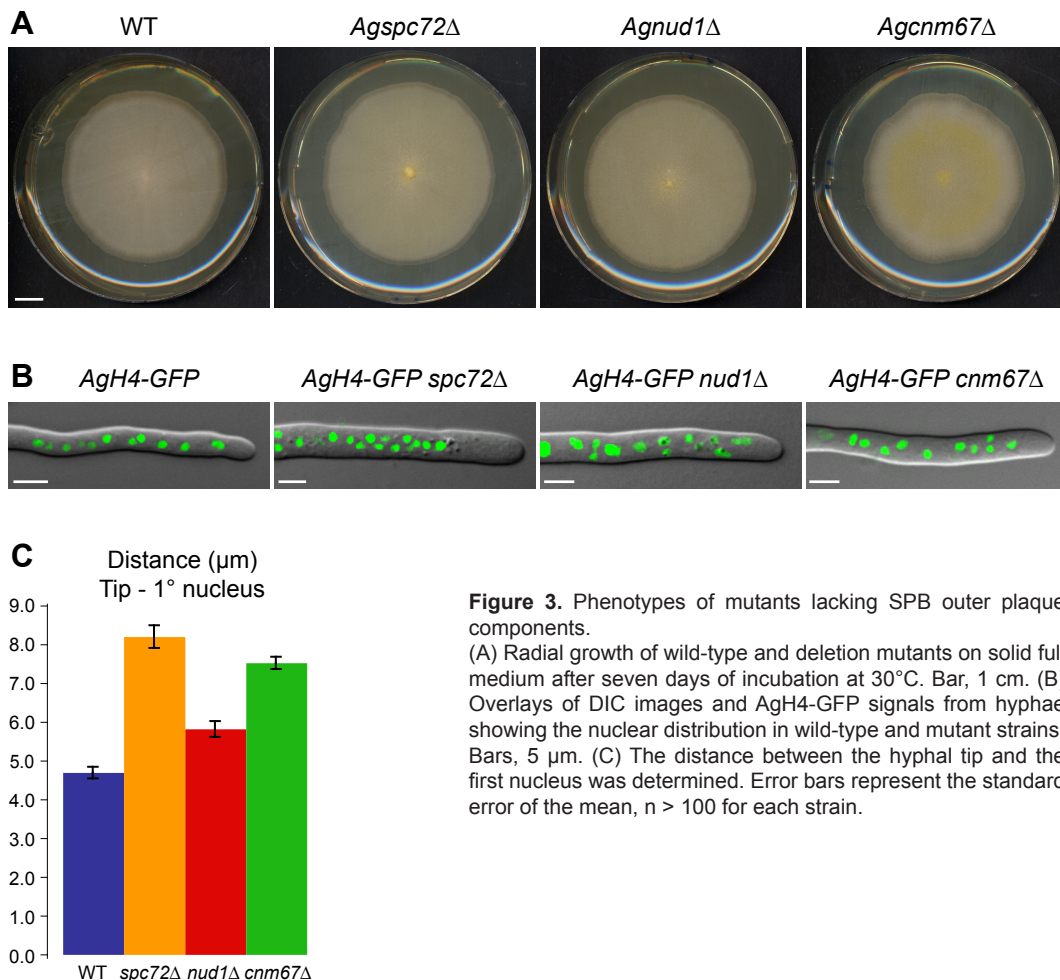 A
WT
Agspc72Δ
Agnud1Δ
Agcnm67Δ
B
AgH4-GFP
AgH4-GFP spc72Δ
AgH4-GFP nud1Δ
AgH4-GFP cnm67Δ
C
Distance (μm)
Tip - 1° nucleus
9.0
8.0
7.0
6.0
5.0
4.0
3.0
2.0
1.0
0.0
WT spc72Δ nud1Δ cnm67Δ
Figure 3. Phenotypes of mutants lacking SPB outer plaque
components.
(A) Radial growth of wild-type and deletion mutants on solid ful
medium after seven days of incubation at 30°C. Bar, 1 cm. (B
Overlays of DIC images and AgH4-GFP signals from hyphae
showing the nuclear distribution in wild-type and mutant strains
Bars, 5 μm. (C) The distance between the hyphal tip and the
first nucleus was determined. Error bars represent the standard
error of the mean, n > 100 for each strain.